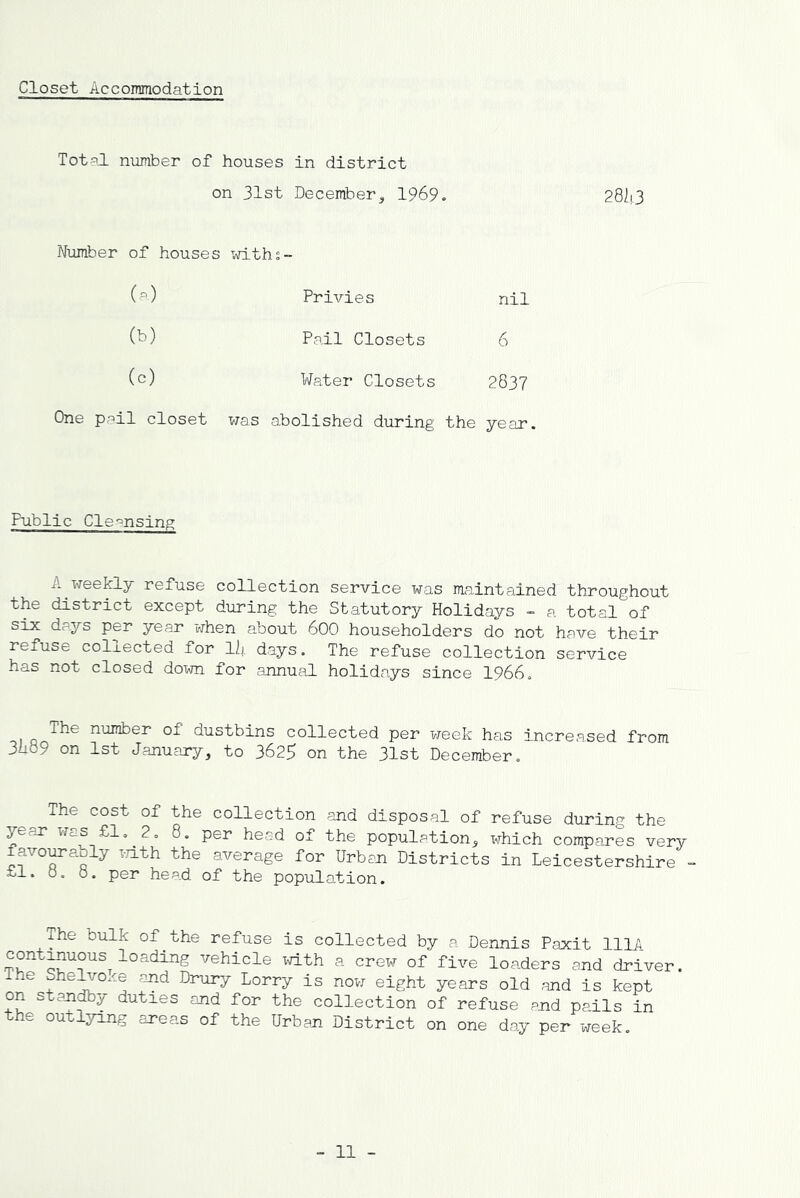 Closet Accommodation
Total number of houses in district
on 31st December, 1969. 2843
Number of houses with:-
(a) Privies nil
(b) Pail Closets 6
(c) Water Closets 2837
One pail closet was abolished during the year.
Public Cleansing
A weekly refuse collection service was maintained throughout
the district except during the Statutory Holidays - a total of
six days per year when about 600 householders do not have their
refuse collected for 14 days. The refuse collection service
has not closed down for annual holidays since 1966.
The number of dustbins collected per week has increased from
3489 on 1st January, to 3625 on the 31st December.
The cost of the collection and disposal of refuse during the
year was £1. 2. 8. per head of the population, which compares very
favourably with the average for Urban Districts in Leicestershire -
£1. 8. 8. per head of the population.
The bulk of the refuse is collected by a Dennis Paxit 111A
continuous loading vehicle with a crew of five loaders and driver.
The Shelvoke and Drury Lorry is now eight years old and is kept
on standby duties and for the collection of refuse and pails in
the outlying areas of the Urban District on one day per week.
- 11 -